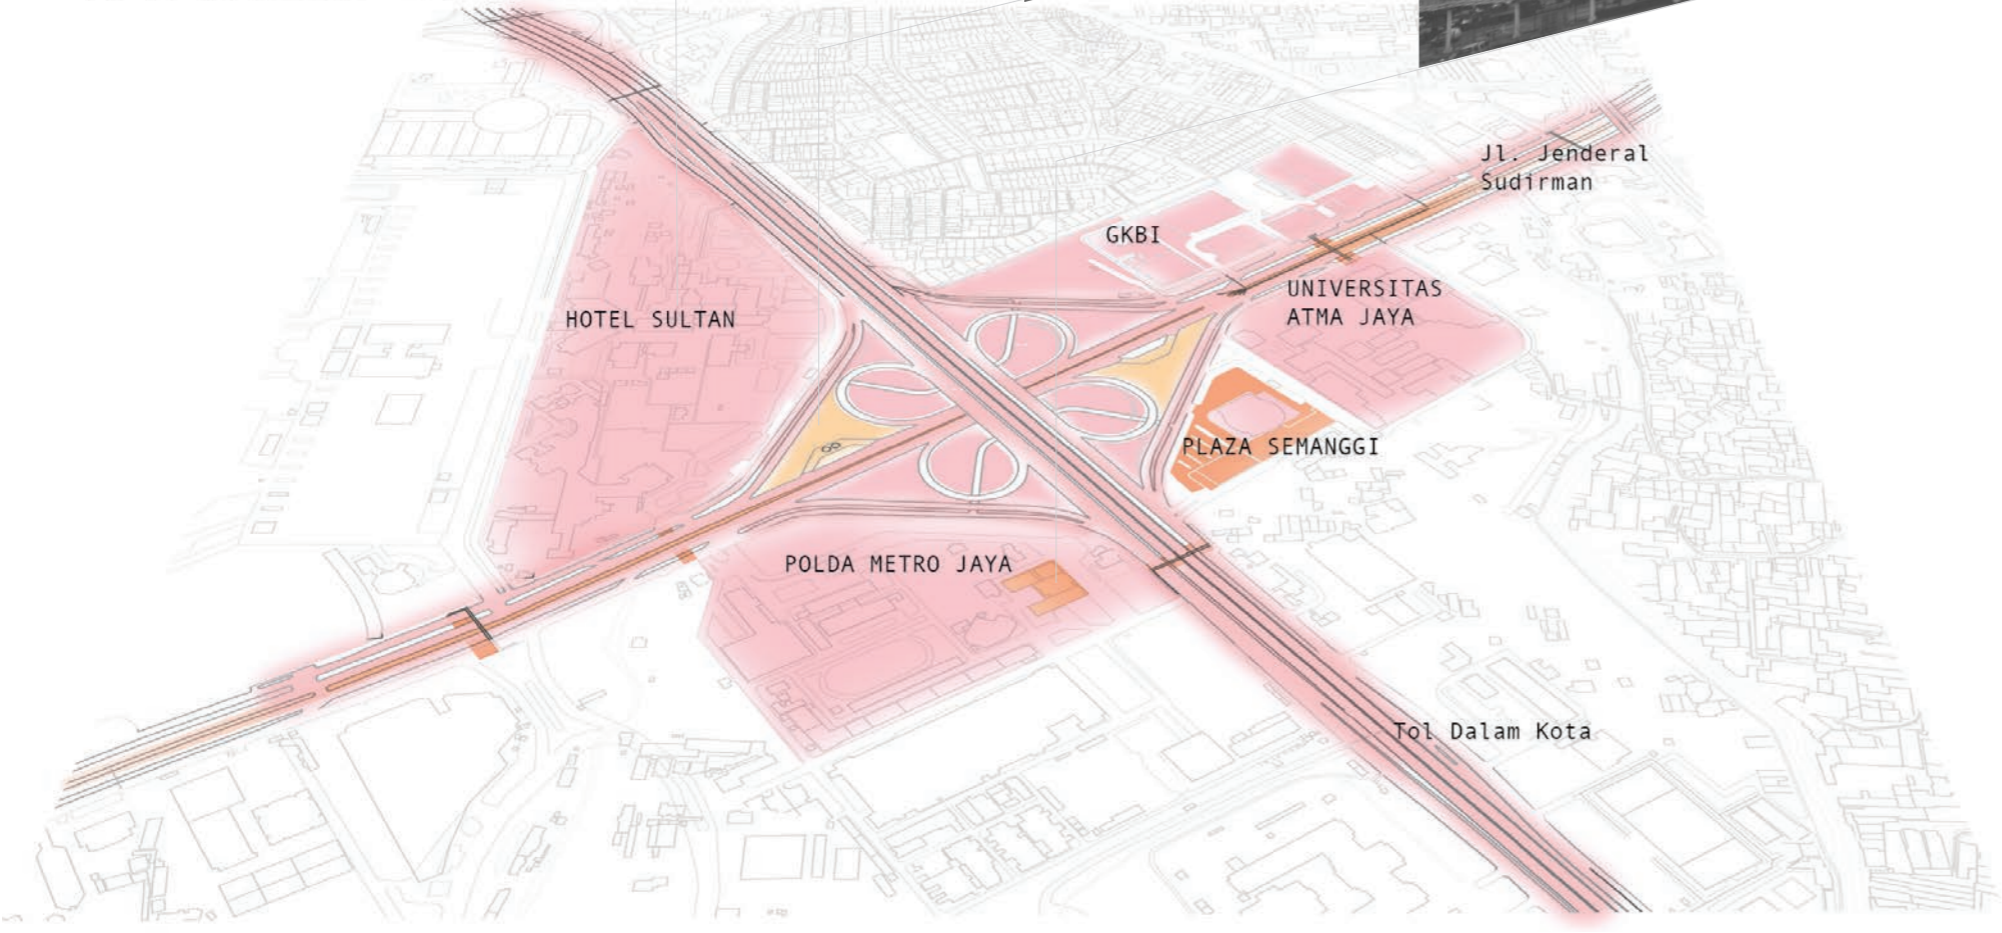 Jl. Jenderal
Sudirman
GKBI
UNIVERSITAS
ATMA JAYA
HOTEL SULTAN
PLAZA SEMANGGI
POLDA METRO JAYA
Tol Dalam Kota